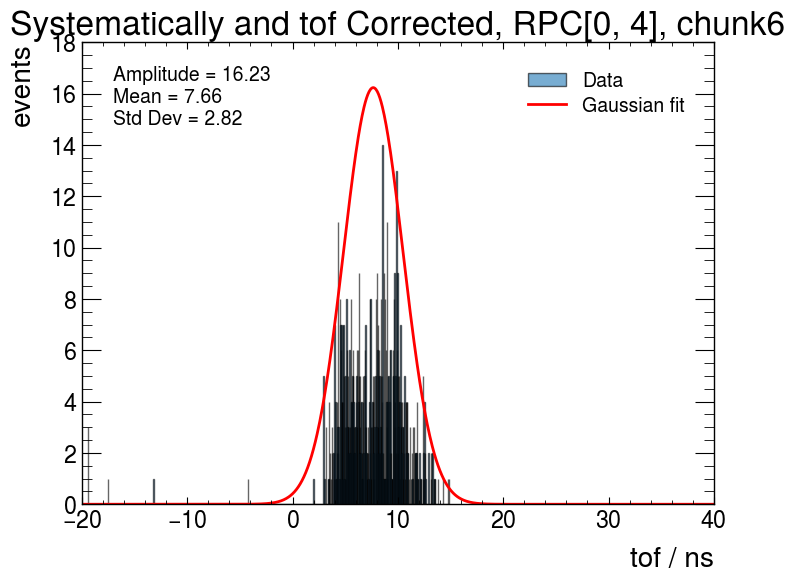 Systematically and tof Corrected, RPC[0, 4], chunk6
events
18
16
14
12
10
8
6
4
2
0
Amplitude = 16.23
Mean = 7.66
Std Dev = 2.82
Data
Gaussian fit
−20
−10
0
10
20
30
40
tof / ns